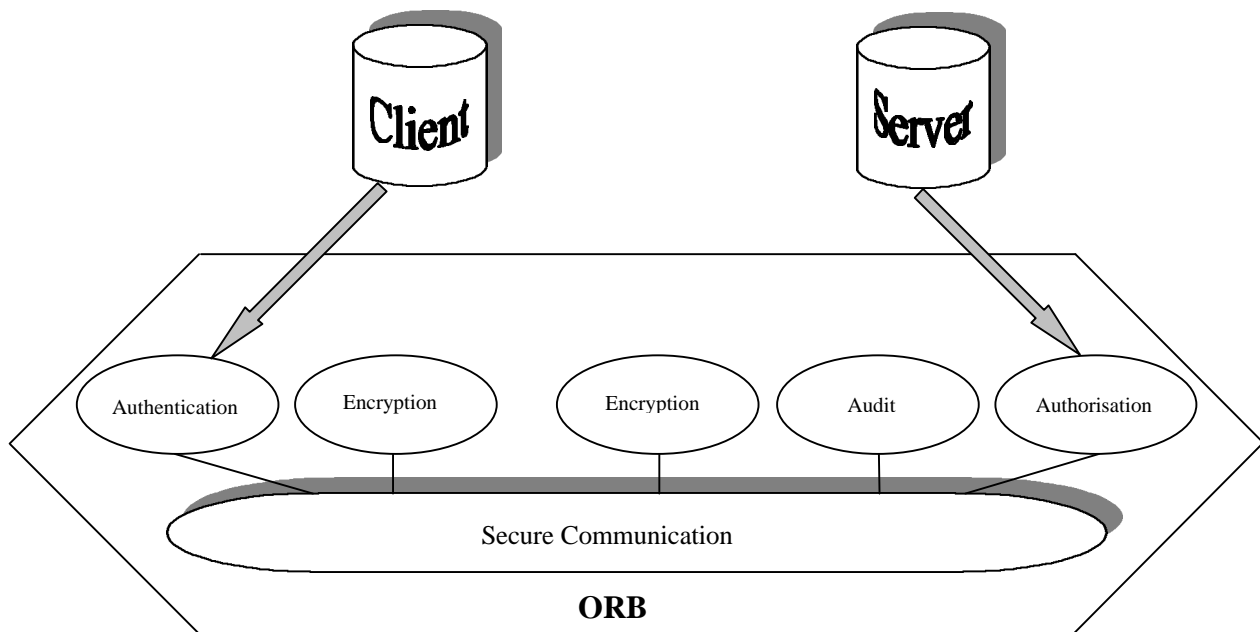 Client
Server
Authentication
Encryption
Encryption
Audit
Authorisation
Secure Communication
ORB